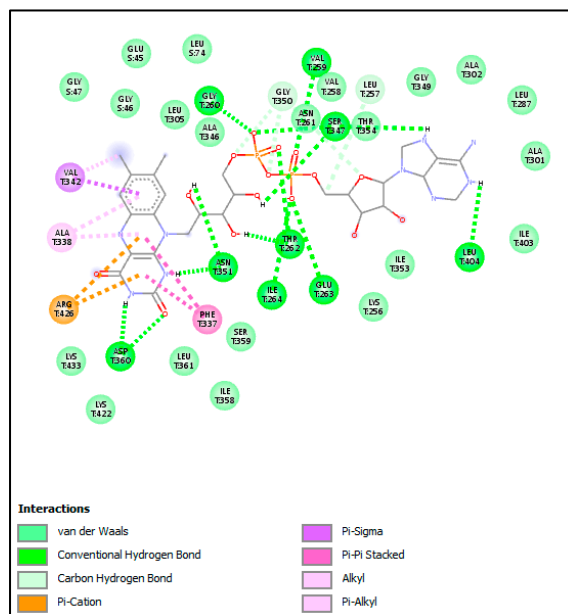 GLU
S:45
LEU
S:74
VAL
T:259
GLY
S:47
GLY
S:46
LEU
T:305
GLY
T:260
ALA
T:346
GLY
T:350
ASN
T:261
VAL
T:258
SER
T:347
LEU
T:257
THR
T:354
GLY
T:349
ALA
T:302
LEU
T:287
ALA
T:301
VAL
T:342
ALA
T:338
ARG
T:426
ASP
T:360
PHE
T:337
ASN
T:351
THR
T:262
ILE
T:264
GLU
T:263
ILE
T:353
LYS
T:256
LEU
T:404
ILE
T:403
SER
T:359
LYS
T:433
LYS
T:422
LEU
T:361
ILE
T:358
Interactions
van der Waals
Conventional Hydrogen Bond
Carbon Hydrogen Bond
Pi-Cation
Pi-Sigma
Pi-Pi Stacked
Alkyl
Pi-Alkyl